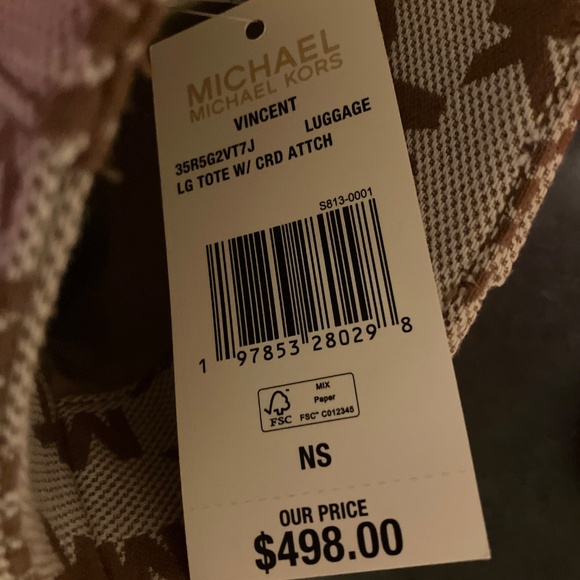 MICHAEL
MICHAEL KORS
VINCENT
35R5G2VT7J LUGGAGE
LG TOTE W/ CRD ATTCH
S813-0001
1 97853 28029 8
MIX
Paper
FSC™ C012345
FSC
NS
OUR PRICE
$498.00